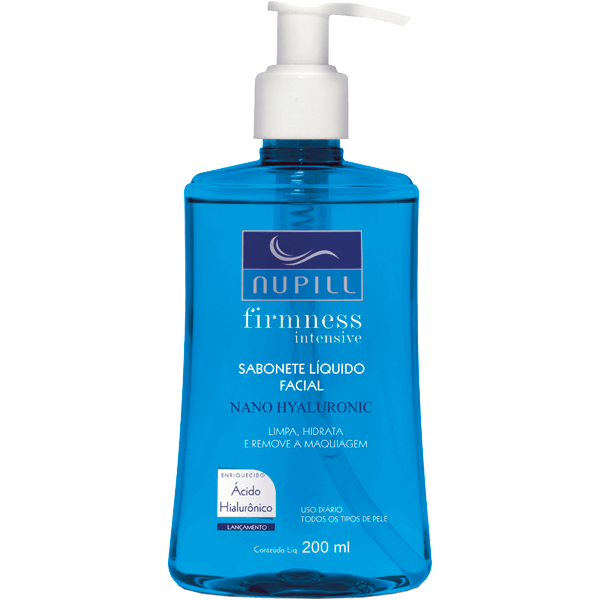 NUPILL
firmness
intensive
SABONETE LÍQUIDO
FACIAL
NANO HYALURONIC
LIMPA, HIDRATA
E REMOVE A MAQUIAGEM
ENRIQUECIDO
Ácido
Hialurônico
LANÇAMENTO
USO DIÁRIO
TODOS OS TIPOS DE PELE
Conteúdo Líq. 200 ml